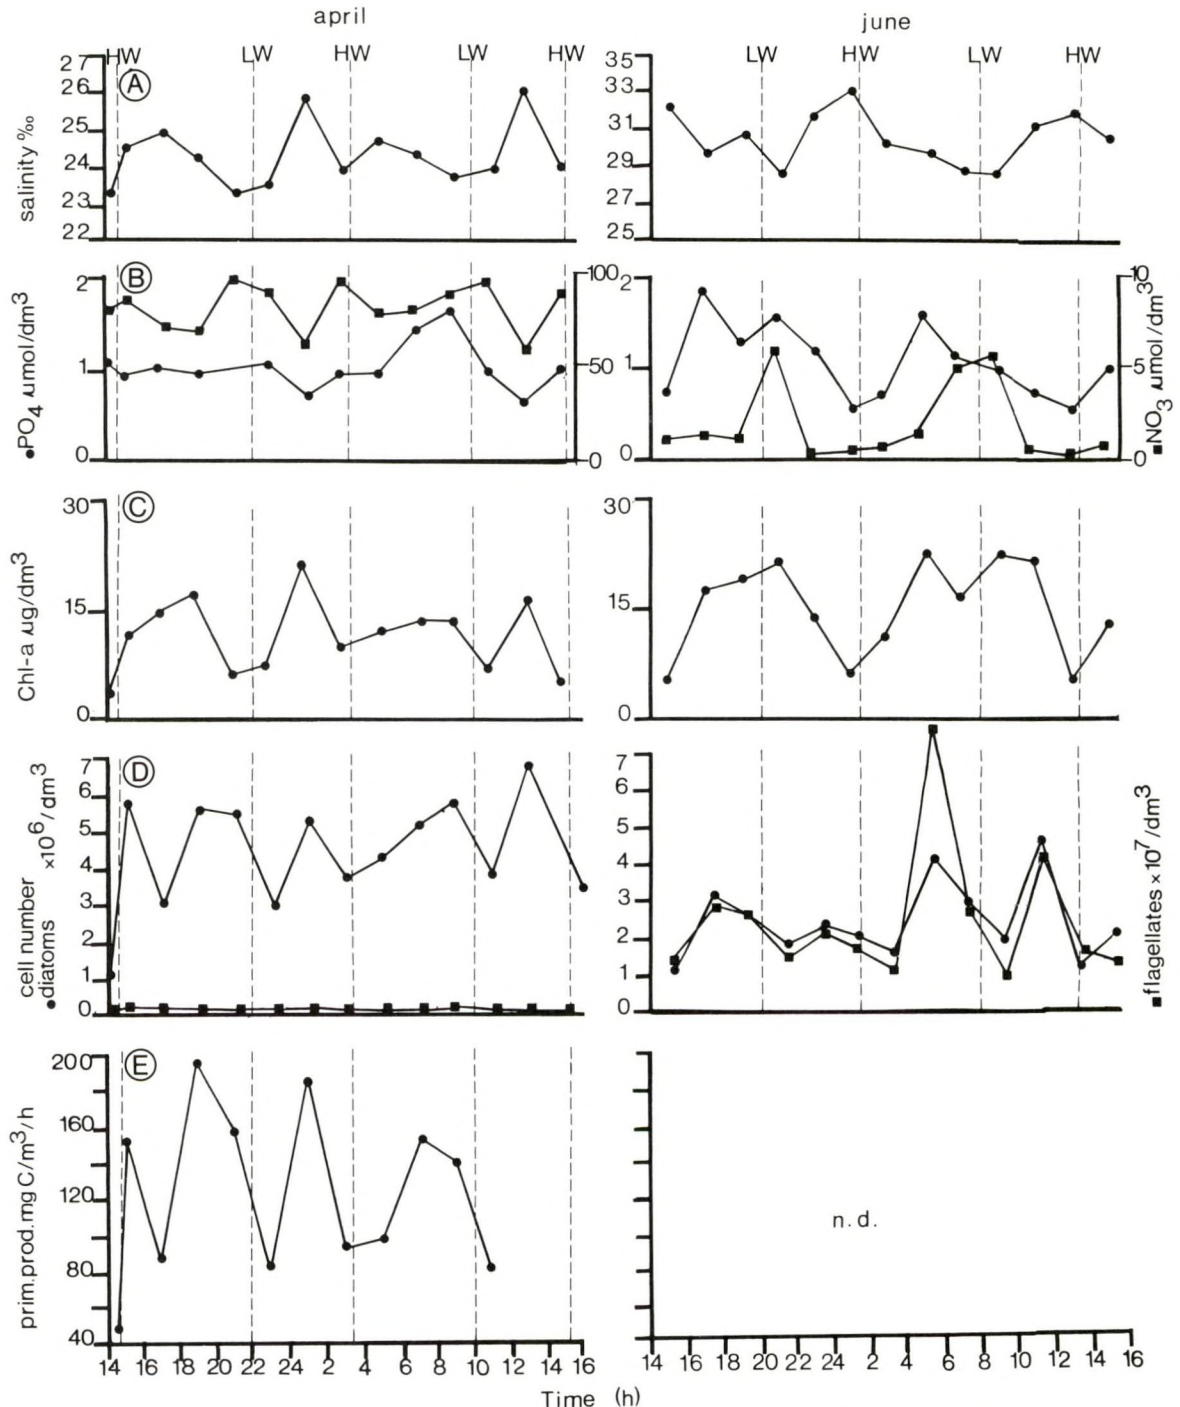 april
june
HW LW HW LW HW
LW HW LW HW
A
salinity ‰
27
26
25
24
23
22
35
33
31
29
27
25
B
●PO4 µmol/dm3
2
1
0
100
50
0
2
1
0
10
5
0
■NO3 µmol/dm3
C
Chl-a µg/dm3
30
15
0
30
15
0
D
cell number ×10⁶/dm3
●diatoms
7
6
5
4
3
2
1
0
7
6
5
4
3
2
1
0
■flagellates ×10⁷/dm3
E
prim.prod.mg C/m3/h
200
160
120
80
40
n.d.
14 16 18 20 22 24 2 4 6 8 10 12 14 16
14 16 20 22 24 2 4 6 8 10 14 16
Time (h)